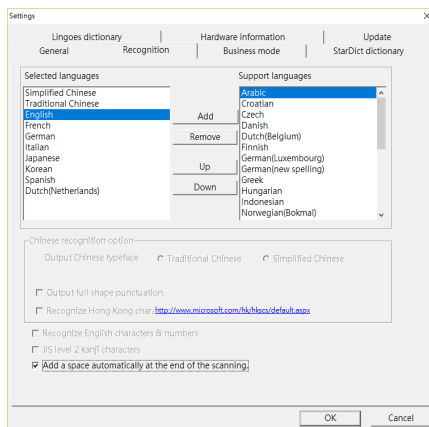 Settings X
Lingoes dictionary Hardware information Update
General Recognition Business mode StarDict dictionary
Selected languages
Simplified Chinese
Traditional Chinese
English
French
German
Italian
Japanese
Korean
Spanish
Dutch(Netherlands)
Add
Remove
Up
Down
Support languages
Arabic
Croatian
Czech
Danish
Dutch(Belgium)
Finnish
German(Luxembourg)
German(new spelling)
Greek
Hungarian
Indonesian
Norwegian(Bokmal)
Chinese recognition option
Output Chinese typeface Traditional Chinese Simplified Chinese
Output full shape punctuation
Recognize Hong Kong char http://www.microsoft.com/hk/hkscs/default.aspx
Recognize English characters & numbers
JIS level 2 kanji characters
Add a space automatically at the end of the scanning.
OK Cancel